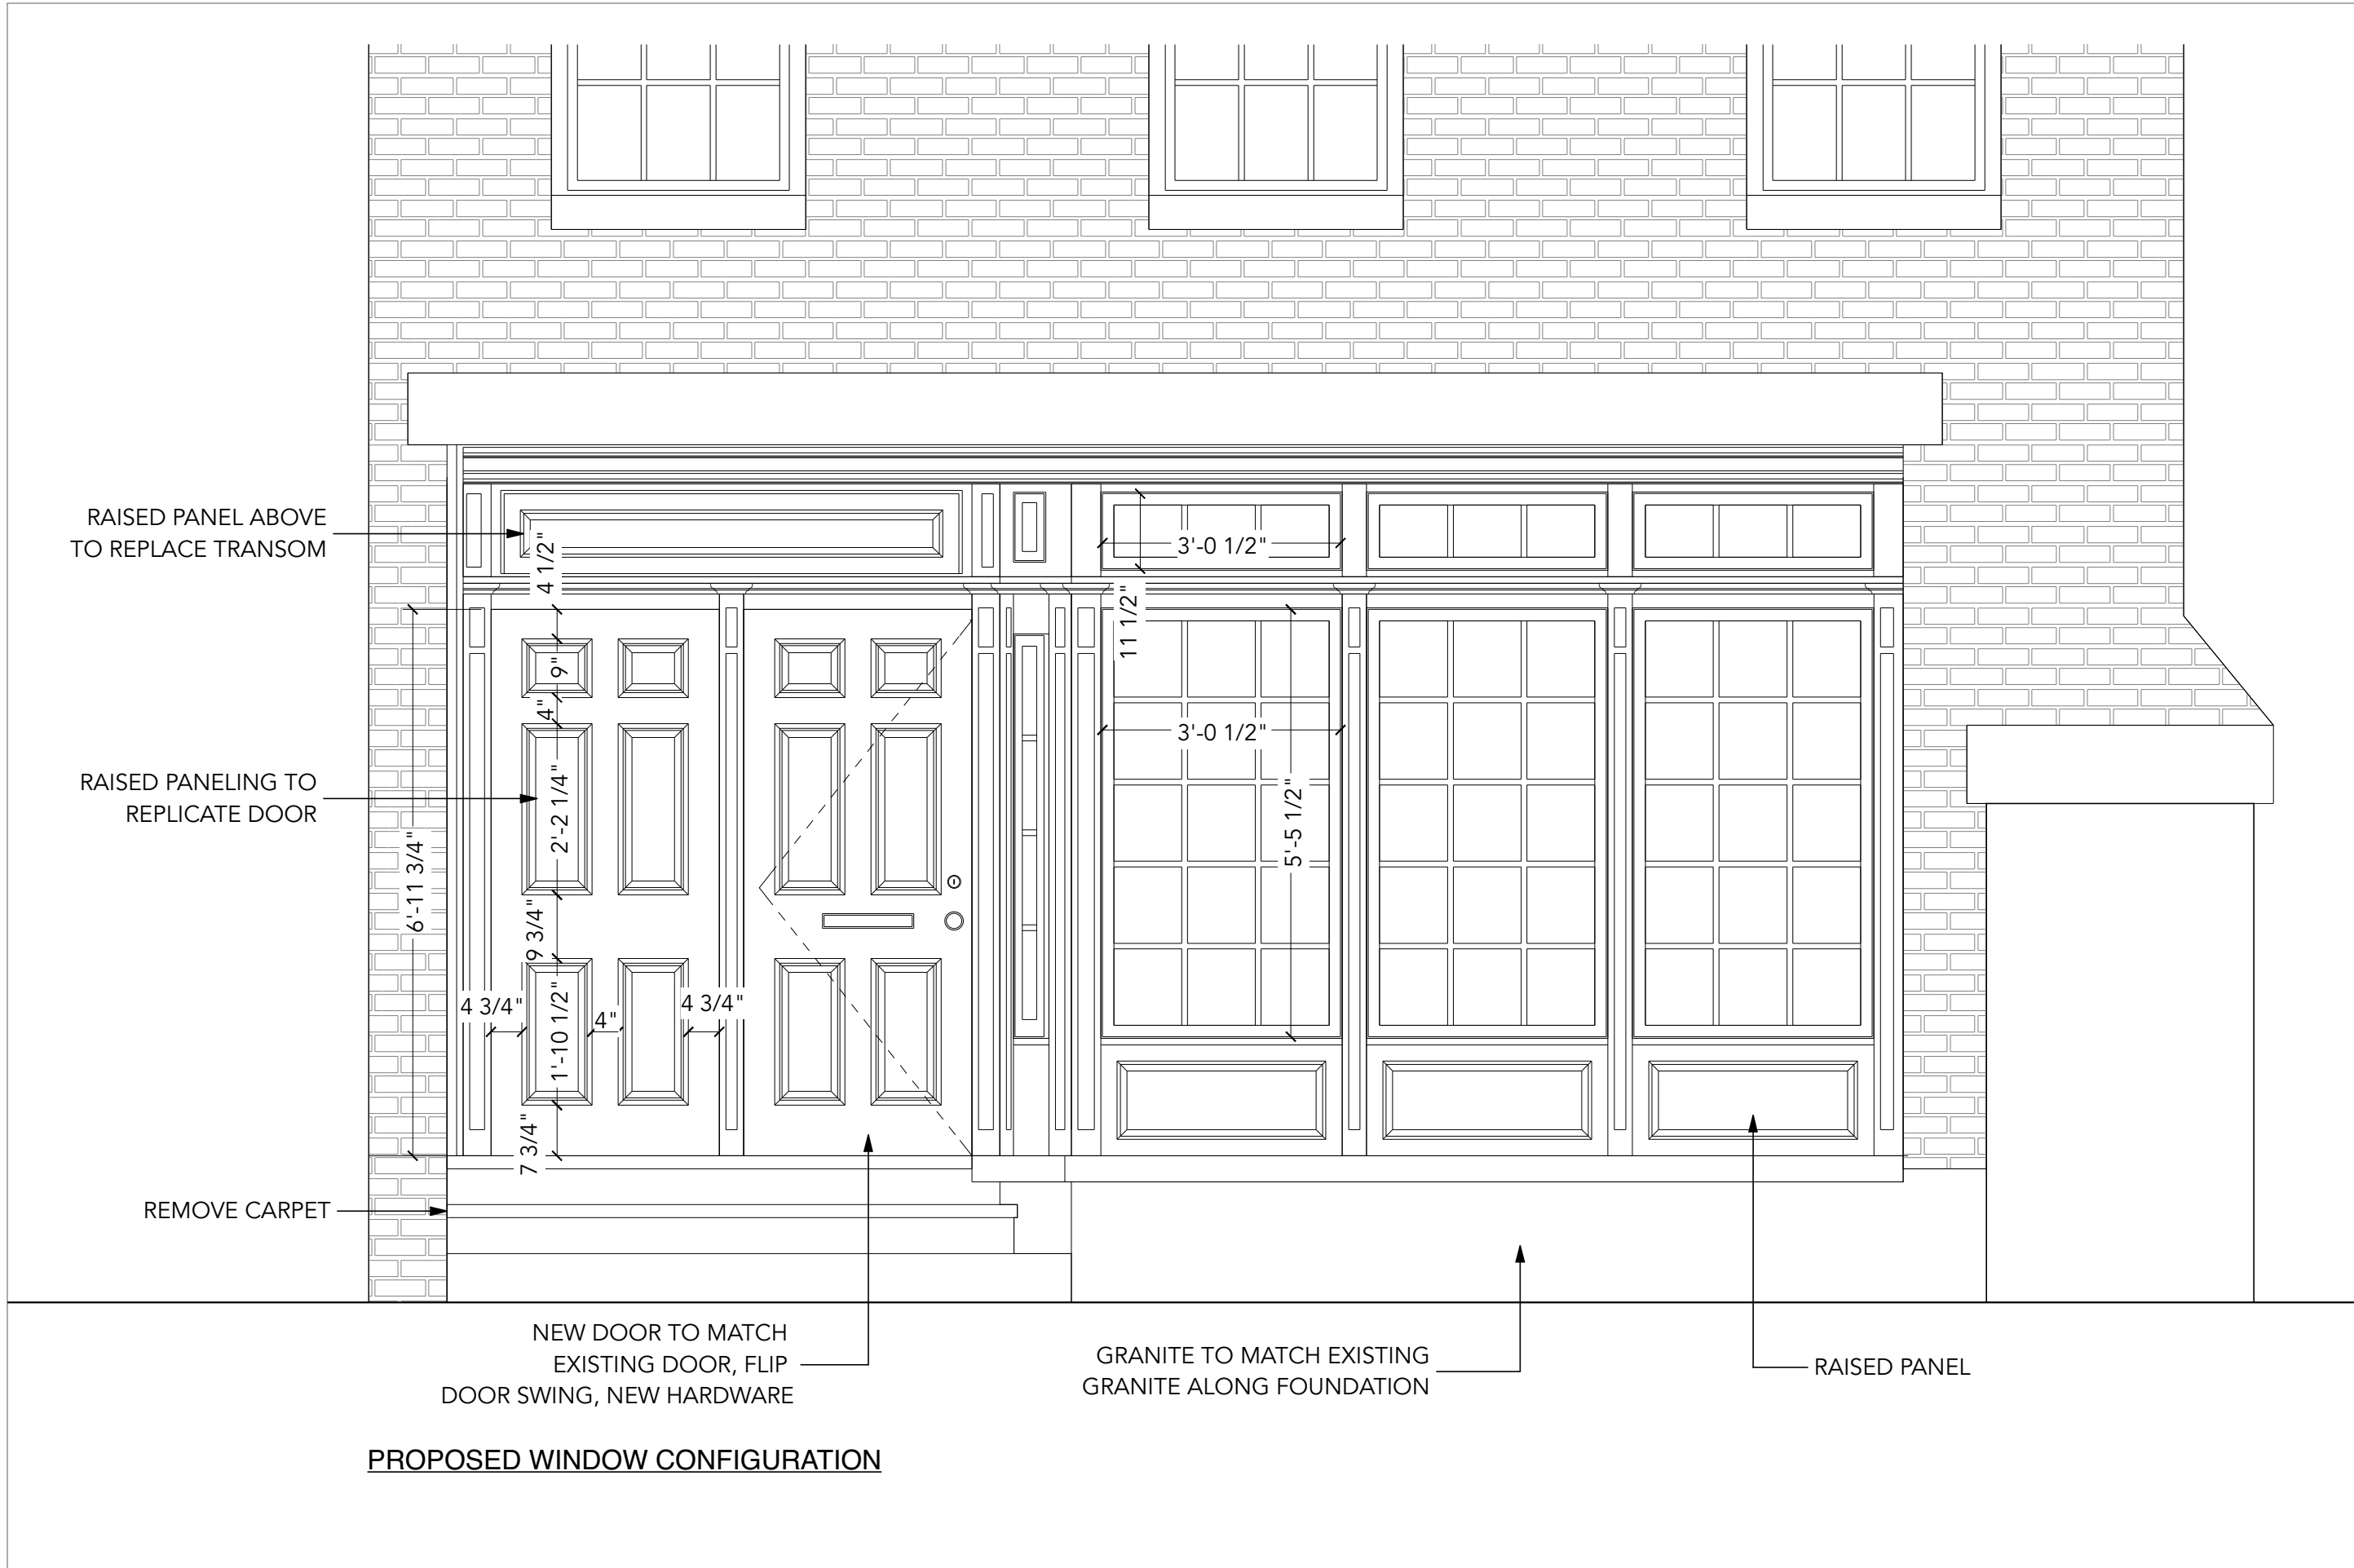 RAISED PANEL ABOVE
TO REPLACE TRANSOM
4 1/2"
3'-0 1/2"
11 1/2"
9"
4"
3'-0 1/2"
RAISED PANELING TO
REPLICATE DOOR
2'-2 1/4"
5'-5 1/2"
6'-11 3/4"
9 3/4"
4 3/4"
1'-10 1/2"
4"
4 3/4"
7 3/4"
REMOVE CARPET
NEW DOOR TO MATCH
EXISTING DOOR, FLIP
DOOR SWING, NEW HARDWARE
GRANITE TO MATCH EXISTING
GRANITE ALONG FOUNDATION
RAISED PANEL
PROPOSED WINDOW CONFIGURATION